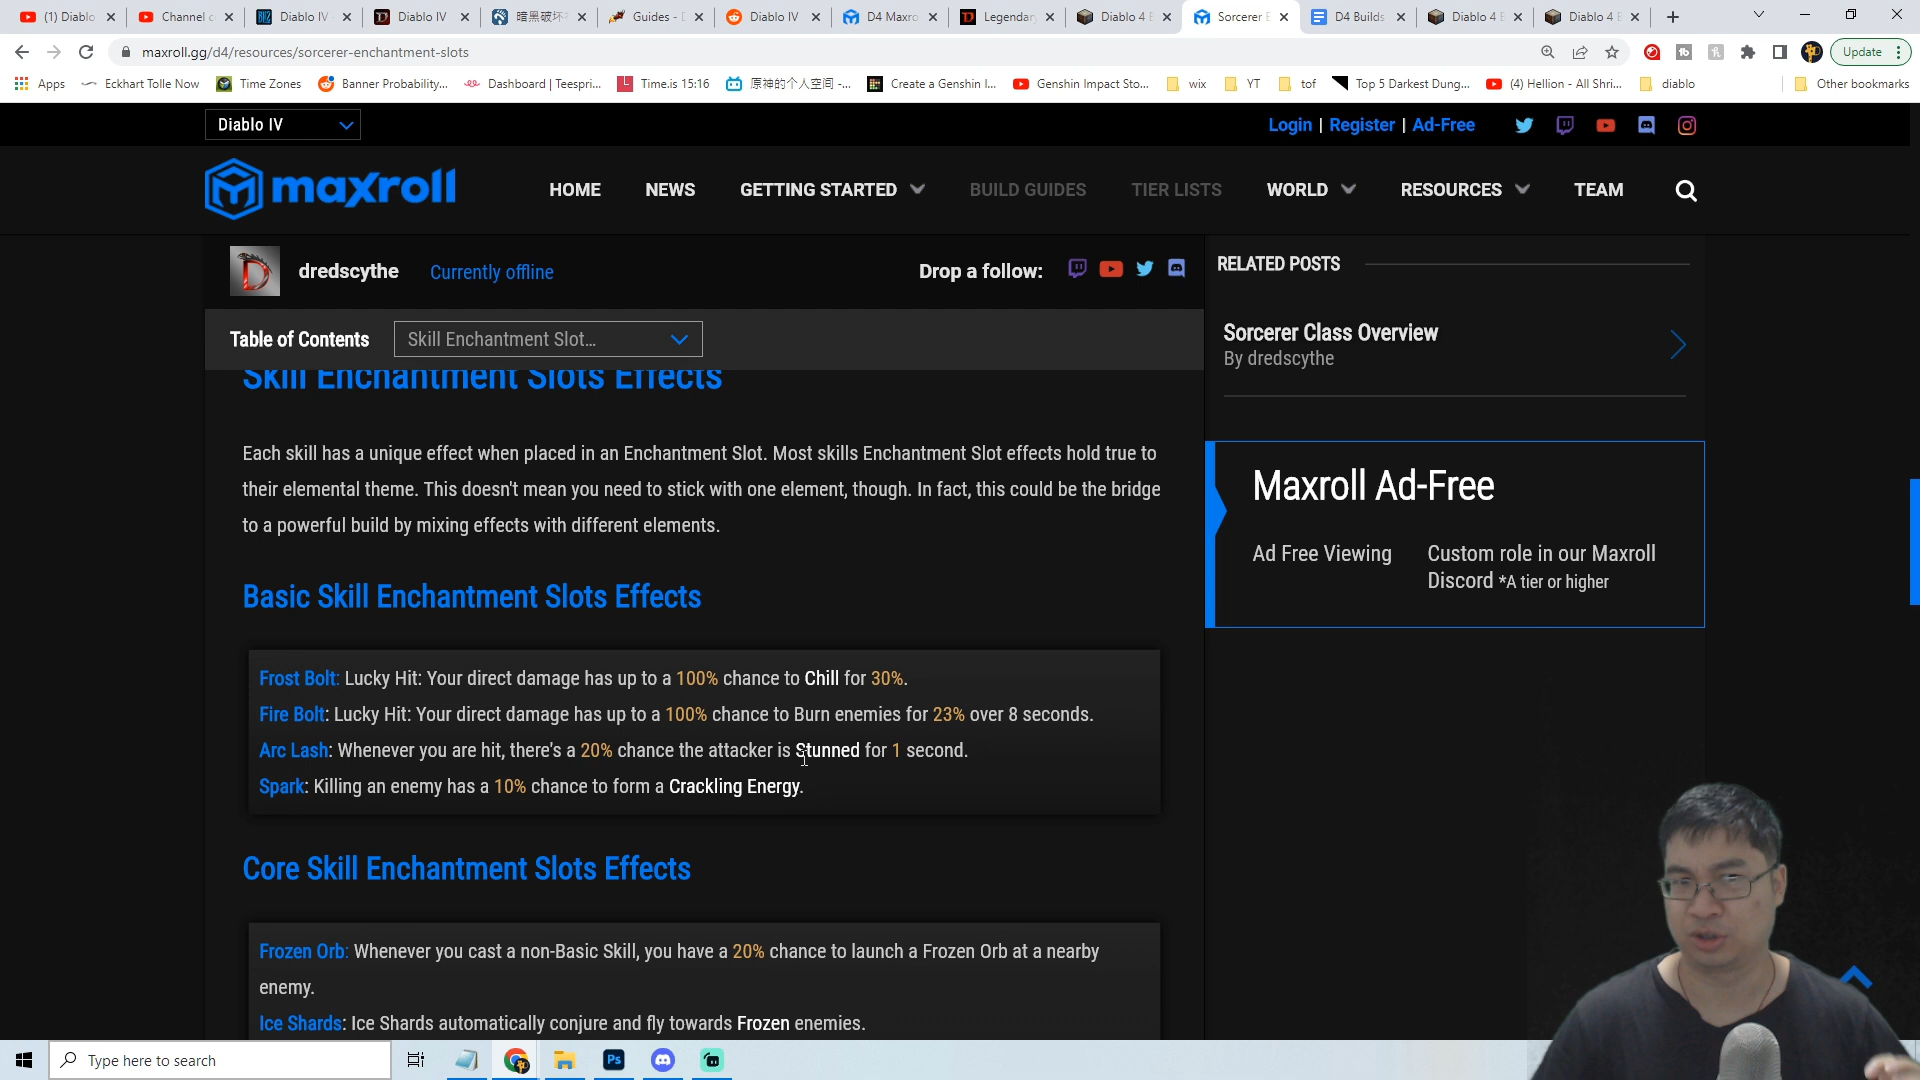 (1) Diablo
Channel c
Diablo IV -
Diablo IV
暗黑破坏
Guides - D
Diablo IV
D4 Maxro
Legendar
Diablo 4 B
Sorcerer E
D4 Builds
Diablo 4 B
Diablo 4 B
maxroll.gg/d4/resources/sorcerer-enchantment-slots
Update
Apps
Eckhart Tolle Now
Time Zones
Banner Probability...
Dashboard | Teespri...
Time.is 15:16
原神的个人空间 -...
Create a Genshin I...
Genshin Impact Sto...
wix
YT
tof
Top 5 Darkest Dung...
(4) Hellion - All Shri...
diablo
Other bookmarks
Diablo IV
Login | Register | Ad-Free
maxroll
HOME
NEWS
GETTING STARTED
BUILD GUIDES
TIER LISTS
WORLD
RESOURCES
TEAM
dredscythe
Currently offline
Drop a follow:
Table of Contents
Skill Enchantment Slot...
Skill Enchantment Slots Effects
Each skill has a unique effect when placed in an Enchantment Slot. Most skills Enchantment Slot effects hold true to
their elemental theme. This doesn't mean you need to stick with one element, though. In fact, this could be the bridge
to a powerful build by mixing effects with different elements.
Basic Skill Enchantment Slots Effects
Frost Bolt: Lucky Hit: Your direct damage has up to a 100% chance to Chill for 30%.
Fire Bolt: Lucky Hit: Your direct damage has up to a 100% chance to Burn enemies for 23% over 8 seconds.
Arc Lash: Whenever you are hit, there's a 20% chance the attacker is Stunned for 1 second.
Spark: Killing an enemy has a 10% chance to form a Crackling Energy.
Core Skill Enchantment Slots Effects
Frozen Orb: Whenever you cast a non-Basic Skill, you have a 20% chance to launch a Frozen Orb at a nearby
enemy.
Ice Shards: Ice Shards automatically conjure and fly towards Frozen enemies.
RELATED POSTS
Sorcerer Class Overview
By dredscythe
Maxroll Ad-Free
Ad Free Viewing
Custom role in our Maxroll
Discord *A tier or higher
Type here to search
Ps